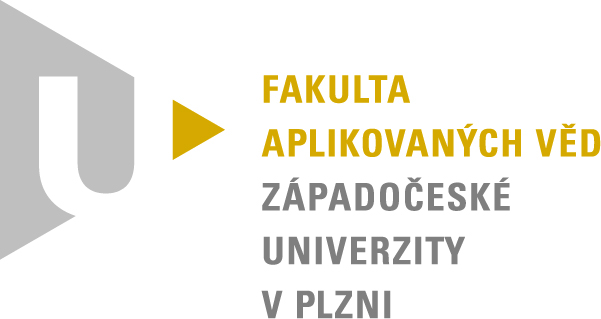 U
FAKULTA
APLIKOVANÝCH VĚD
ZÁPADOČESKÉ
UNIVERZITY
V PLZNI